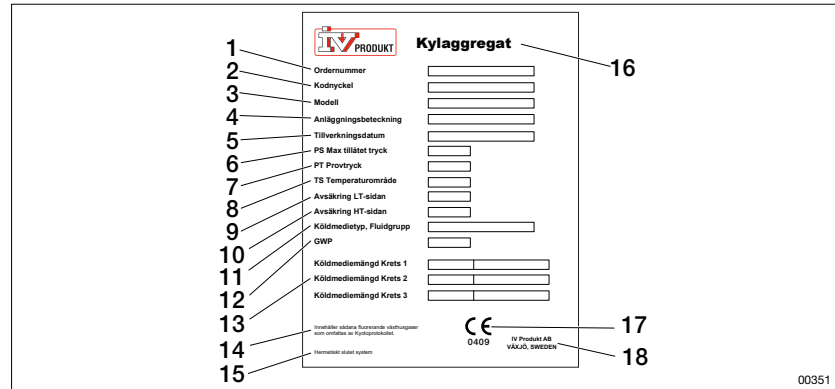 IV PRODUKT
Kylaggregat
1
2
3
4
5
6
7
8
9
10
11
12
13
14
15
16
17
18
Ordernummer
Kodnyckel
Modell
Anläggningsbeteckning
Tillverkningsdatum
PS Max tillåtet tryck
PT Provtryck
TS Temperaturområde
Avsäkring LT-sidan
Avsäkring HT-sidan
Köldmedietyp, Fluidgrupp
GWP
Köldmediemängd Krets 1
Köldmediemängd Krets 2
Köldmediemängd Krets 3
Innehåller sådana fluorerande växthusgaser
som omfattas av Kyotoprotokollet.
Hermetiskt slutet system
CE
0409
IV Produkt AB
VÄXJÖ, SWEDEN
00351